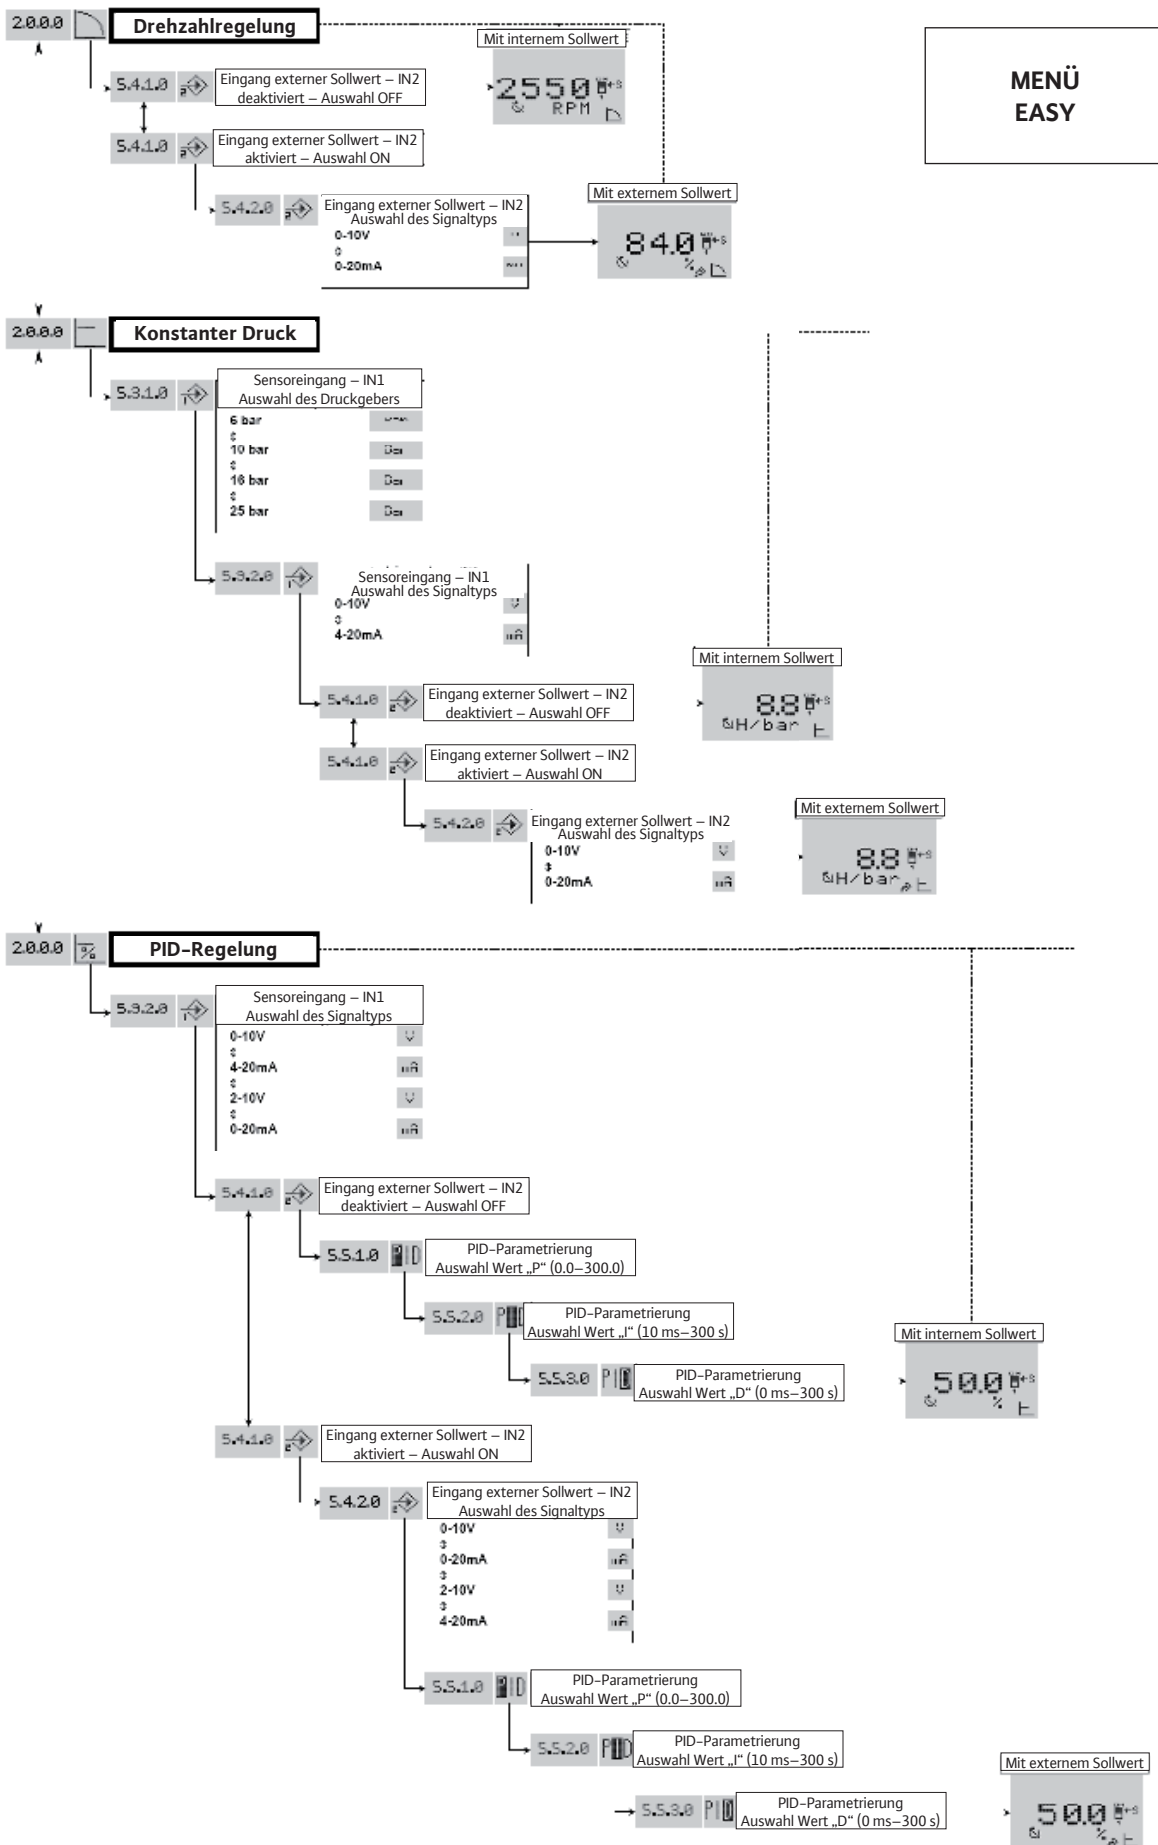 2.0.0.0
Drehzahlregelung
MENÜ
EASY
Mit internem Sollwert
2550
RPM
5.4.1.0
Eingang externer Sollwert – IN2
deaktiviert – Auswahl OFF
5.4.1.0
Eingang externer Sollwert – IN2
aktiviert – Auswahl ON
5.4.2.0
Eingang externer Sollwert – IN2
Auswahl des Signaltyps
0-10V
0-20mA
Mit externem Sollwert
84.0
%
2.0.0.0
Konstanter Druck
5.3.1.0
Sensoreingang – IN1
Auswahl des Druckgebers
6 bar
10 bar
16 bar
25 bar
5.3.2.0
Sensoreingang – IN1
Auswahl des Signaltyps
0-10V
V
4-20mA
mA
Mit internem Sollwert
8.8
H/bar
5.4.1.0
Eingang externer Sollwert – IN2
deaktiviert – Auswahl OFF
5.4.1.0
Eingang externer Sollwert – IN2
aktiviert – Auswahl ON
5.4.2.0
Eingang externer Sollwert – IN2
Auswahl des Signaltyps
0-10V
V
0-20mA
mA
Mit externem Sollwert
8.8
H/bar
2.0.0.0
PID-Regelung
5.3.2.0
Sensoreingang – IN1
Auswahl des Signaltyps
0-10V
V
4-20mA
mA
2-10V
V
0-20mA
mA
5.4.1.0
Eingang externer Sollwert – IN2
deaktiviert – Auswahl OFF
5.5.1.0
PID
PID-Parametrierung
Auswahl Wert „P“ (0.0–300.0)
5.5.2.0
PID
PID-Parametrierung
Auswahl Wert „I“ (10 ms–300 s)
5.5.3.0
PID
PID-Parametrierung
Auswahl Wert „D“ (0 ms–300 s)
Mit internem Sollwert
50.0
%
5.4.1.0
Eingang externer Sollwert – IN2
aktiviert – Auswahl ON
5.4.2.0
Eingang externer Sollwert – IN2
Auswahl des Signaltyps
0-10V
V
0-20mA
mA
2-10V
V
4-20mA
mA
5.5.1.0
PID
PID-Parametrierung
Auswahl Wert „P“ (0.0–300.0)
5.5.2.0
PID
PID-Parametrierung
Auswahl Wert „I“ (10 ms–300 s)
5.5.3.0
PID
PID-Parametrierung
Auswahl Wert „D“ (0 ms–300 s)
Mit externem Sollwert
50.0
%